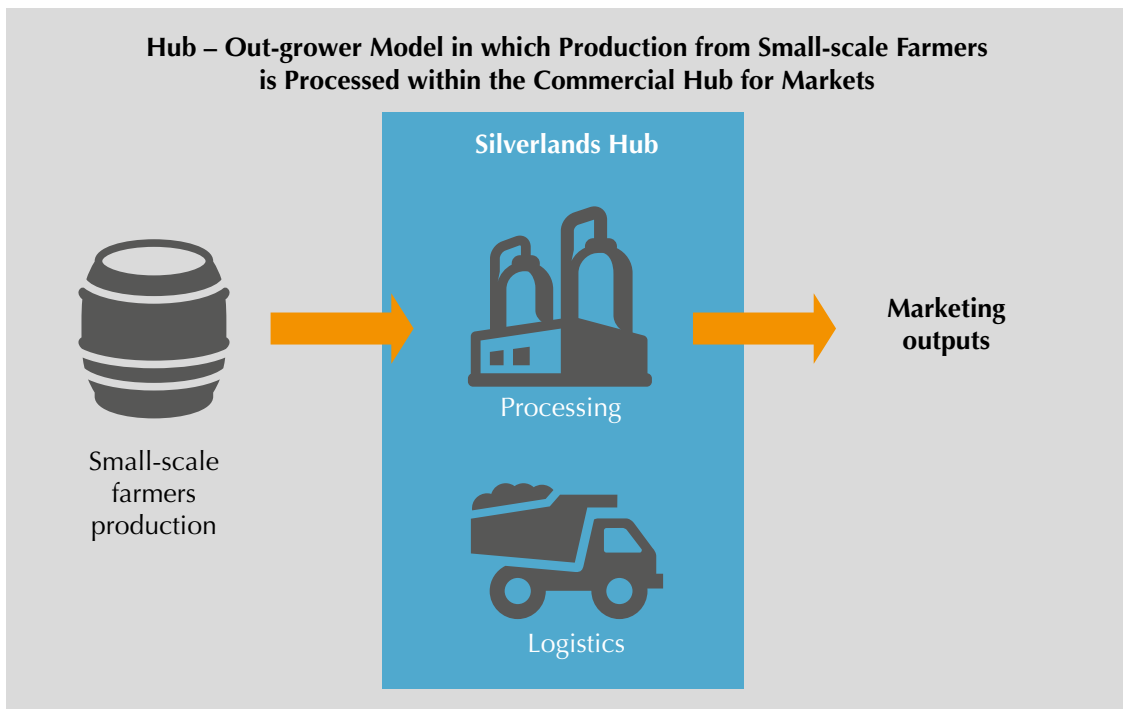 Hub – Out-grower Model in which Production from Small-scale Farmers
is Processed within the Commercial Hub for Markets
Silverlands Hub
Processing
Logistics
Small-scale
farmers
production
Marketing
outputs